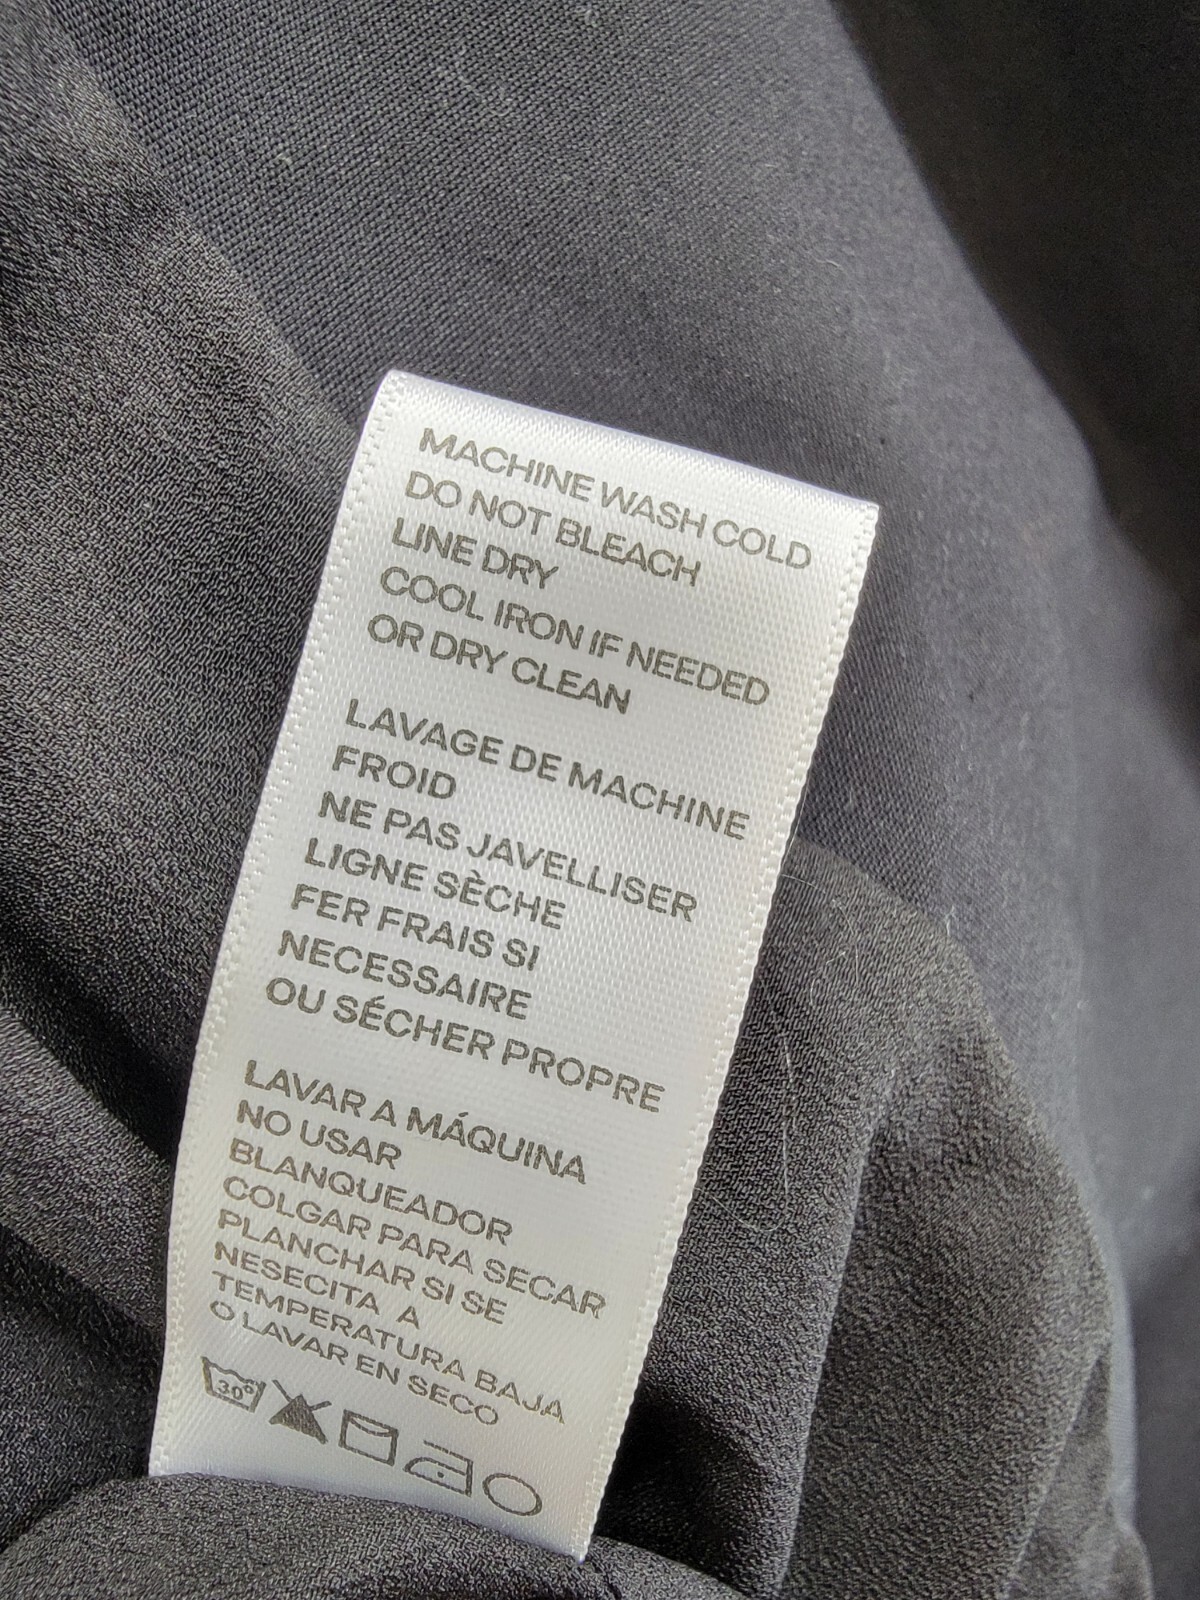 MACHINE WASH COLD
DO NOT BLEACH
LINE DRY
COOL IRON IF NEEDED
OR DRY CLEAN
LAVAGE DE MACHINE
FROID
NE PAS JAVELLISER
LIGNE SÈCHE
FER FRAIS SI
NECESSAIRE
OU SÉCHER PROPRE
LAVAR A MÁQUINA
NO USAR
BLANQUEADOR
COLGAR PARA SECAR
PLANCHAR SI SE
NESECITA A
TEMPERATURA BAJA
O LAVAR EN SECO
30°